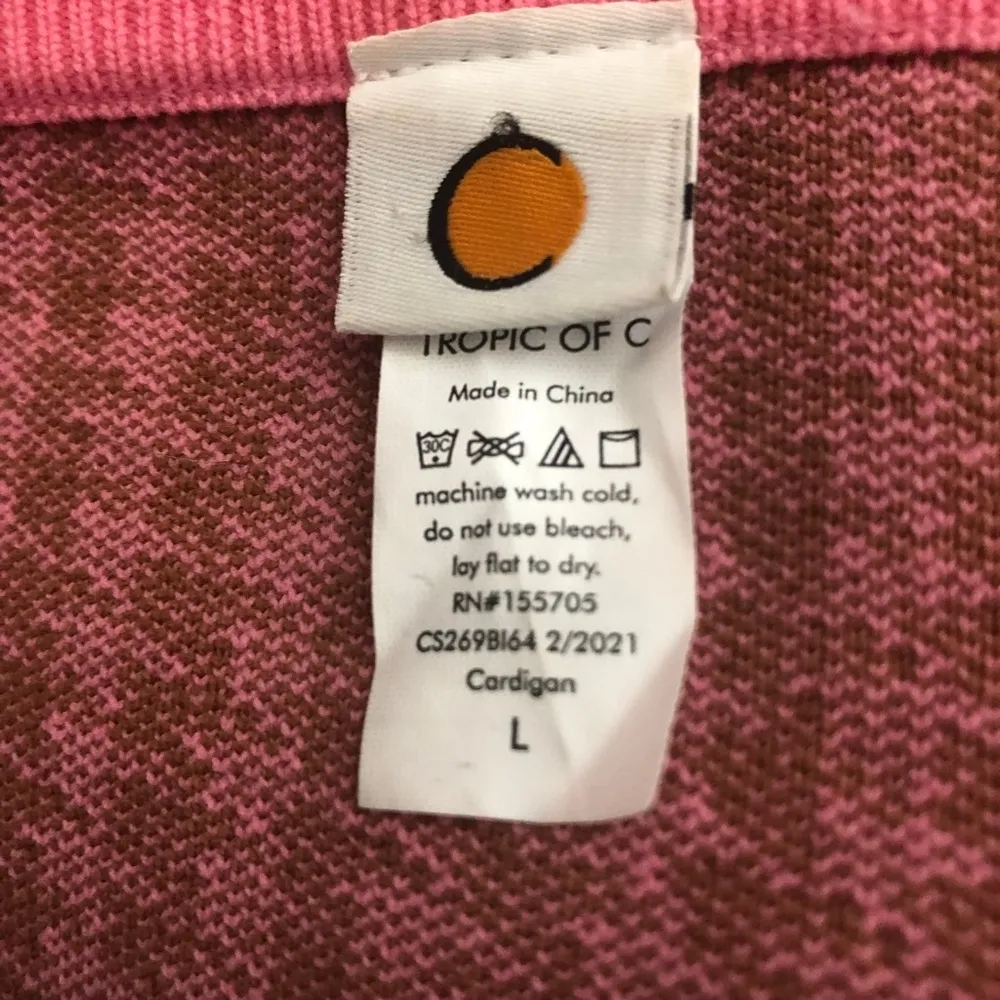 TROPIC OF C
Made in China
30C
machine wash cold,
do not use bleach,
lay flat to dry.
RN#155705
CS269BI64 2/2021
Cardigan
L